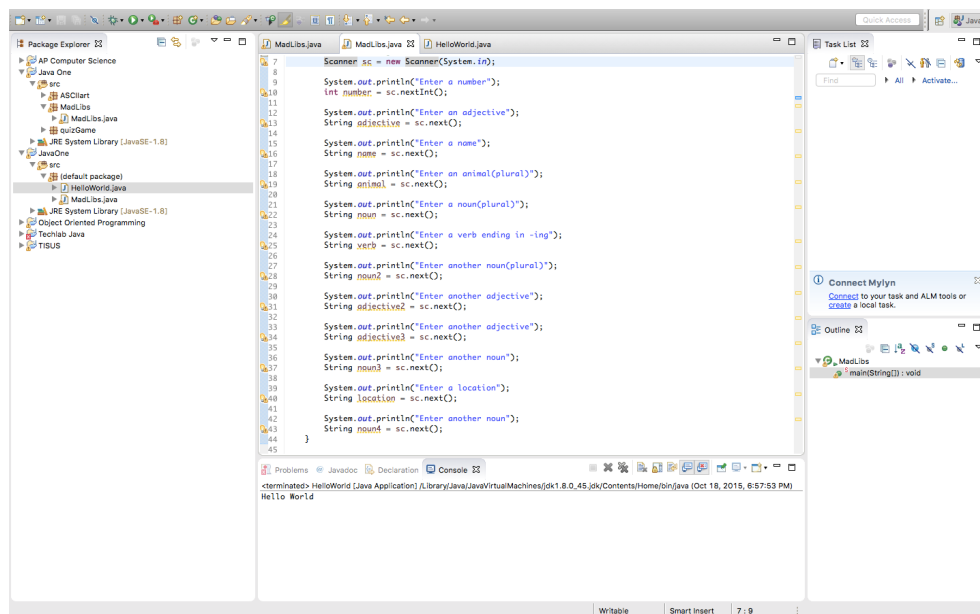 Quick Access
Java
Package Explorer
AP Computer Science
Java One
src
ASCIIart
MadLibs
MadLibs.java
quizGame
JRE System Library [JavaSE-1.8]
JavaOne
src
(default package)
HelloWorld.java
MadLibs.java
JRE System Library [JavaSE-1.8]
Object Oriented Programming
Techlab Java
TISUS
MadLibs.java
MadLibs.java
HelloWorld.java
7 Scanner sc = new Scanner(System.in);
8
9 System.out.println("Enter a number");
10 int number = sc.nextInt();
11
12 System.out.println("Enter an adjective");
13 String adjective = sc.next();
14
15 System.out.println("Enter a name");
16 String name = sc.next();
17
18 System.out.println("Enter an animal(plural)");
19 String animal = sc.next();
20
21 System.out.println("Enter a noun(plural)");
22 String noun = sc.next();
23
24 System.out.println("Enter a verb ending in -ing");
25 String verb = sc.next();
26
27 System.out.println("Enter another noun(plural)");
28 String noun2 = sc.next();
29
30 System.out.println("Enter another adjective");
31 String adjective2 = sc.next();
32
33 System.out.println("Enter another adjective");
34 String adjective3 = sc.next();
35
36 System.out.println("Enter another noun");
37 String noun3 = sc.next();
38
39 System.out.println("Enter a location");
40 String location = sc.next();
41
42 System.out.println("Enter another noun");
43 String noun4 = sc.next();
44 }
45
Task List
Find
All
Activate...
Connect Mylyn
Connect to your task and ALM tools or
create a local task.
Outline
MadLibs
main(String[]) : void
Problems
Javadoc
Declaration
Console
<terminated> HelloWorld [Java Application] /Library/Java/JavaVirtualMachines/jdk1.8.0_45.jdk/Contents/Home/bin/java (Oct 18, 2015, 6:57:53 PM)
Hello World
Writable
Smart Insert
7 : 9